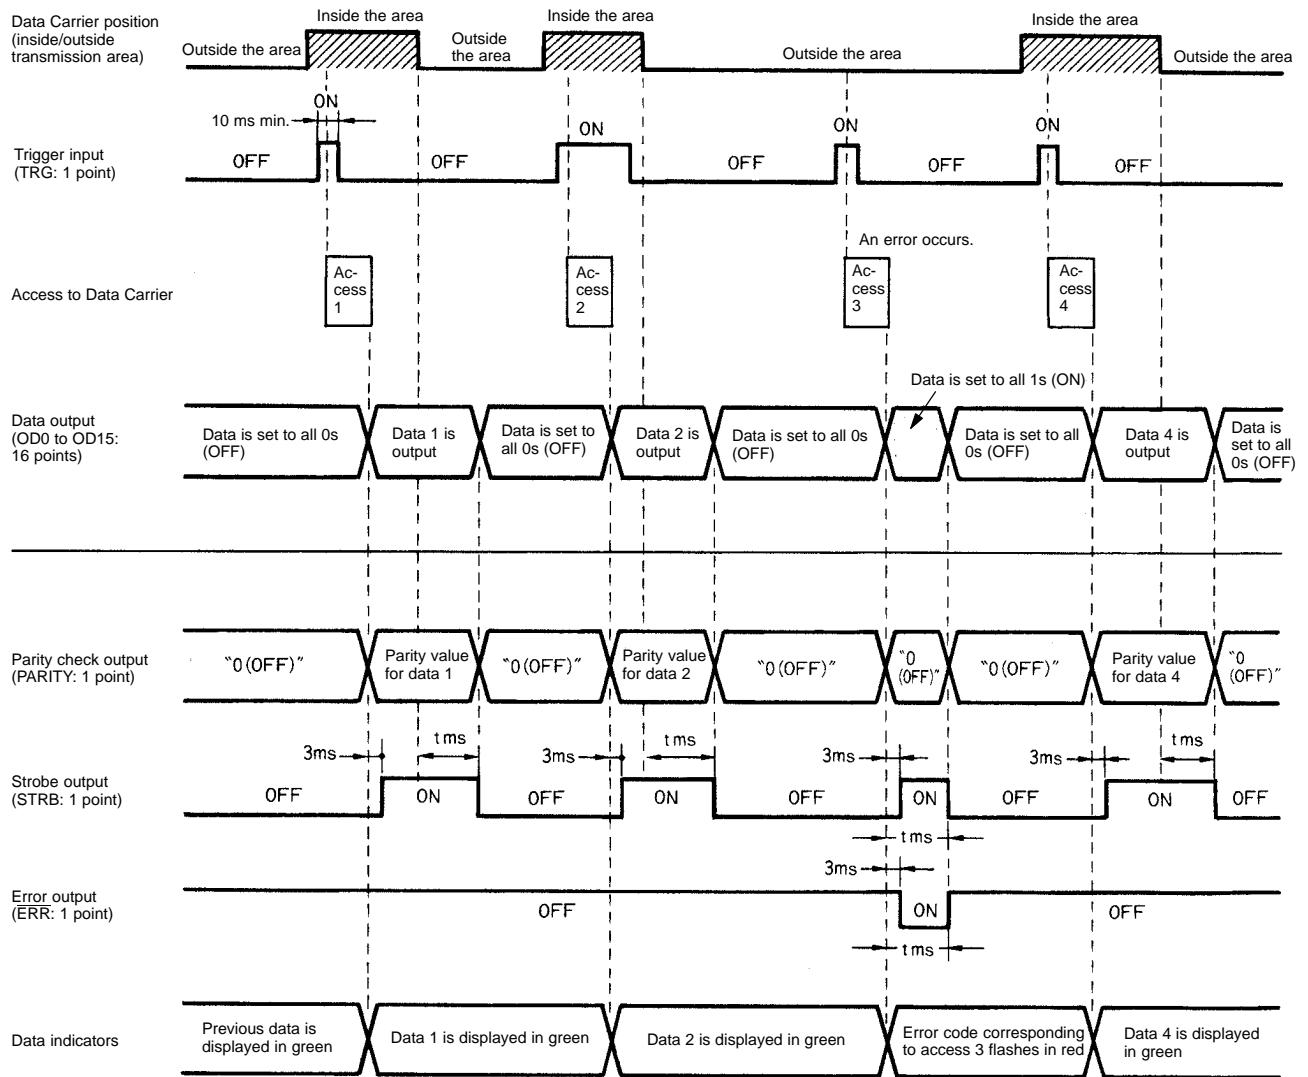 Data Carrier position
(inside/outside
transmission area)
Outside the area
Inside the area
Outside
the area
Inside the area
Outside the area
Inside the area
Outside the area
Trigger input
(TRG: 1 point)
10 ms min.
OFF
ON
OFF
ON
OFF
ON
OFF
ON
OFF
Access to Data Carrier
Ac-
cess
1
Ac-
cess
2
An error occurs.
Ac-
cess
3
Ac-
cess
4
Data output
(OD0 to OD15:
16 points)
Data is set to all 0s
(OFF)
Data 1 is
output
Data is set to
all 0s (OFF)
Data 2 is
output
Data is set to all 0s
(OFF)
Data is set to all 1s (ON)
Data is set to all
0s (OFF)
Data 4 is
output
Data is
set to all
0s (OFF)
Parity check output
(PARITY: 1 point)
"0(OFF)"
Parity value
for data 1
"0(OFF)"
Parity value
for data 2
"0(OFF)"
"0
(OFF)"
"0(OFF)"
Parity value
for data 4
"0
(OFF)"
Strobe output
(STRB: 1 point)
3ms
tms
3ms
tms
3ms
3ms
tms
OFF
ON
OFF
ON
OFF
ON
OFF
ON
OFF
tms
Error output
(ERR: 1 point)
3ms
OFF
ON
OFF
tms
Data indicators
Previous data is
displayed in green
Data 1 is displayed in green
Data 2 is displayed in green
Error code corresponding
to access 3 flashes in red
Data 4 is displayed
in green